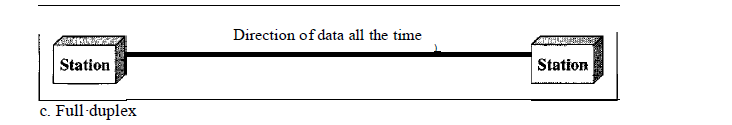 Direction of data all the time
Station
Station
c. Full·duplex